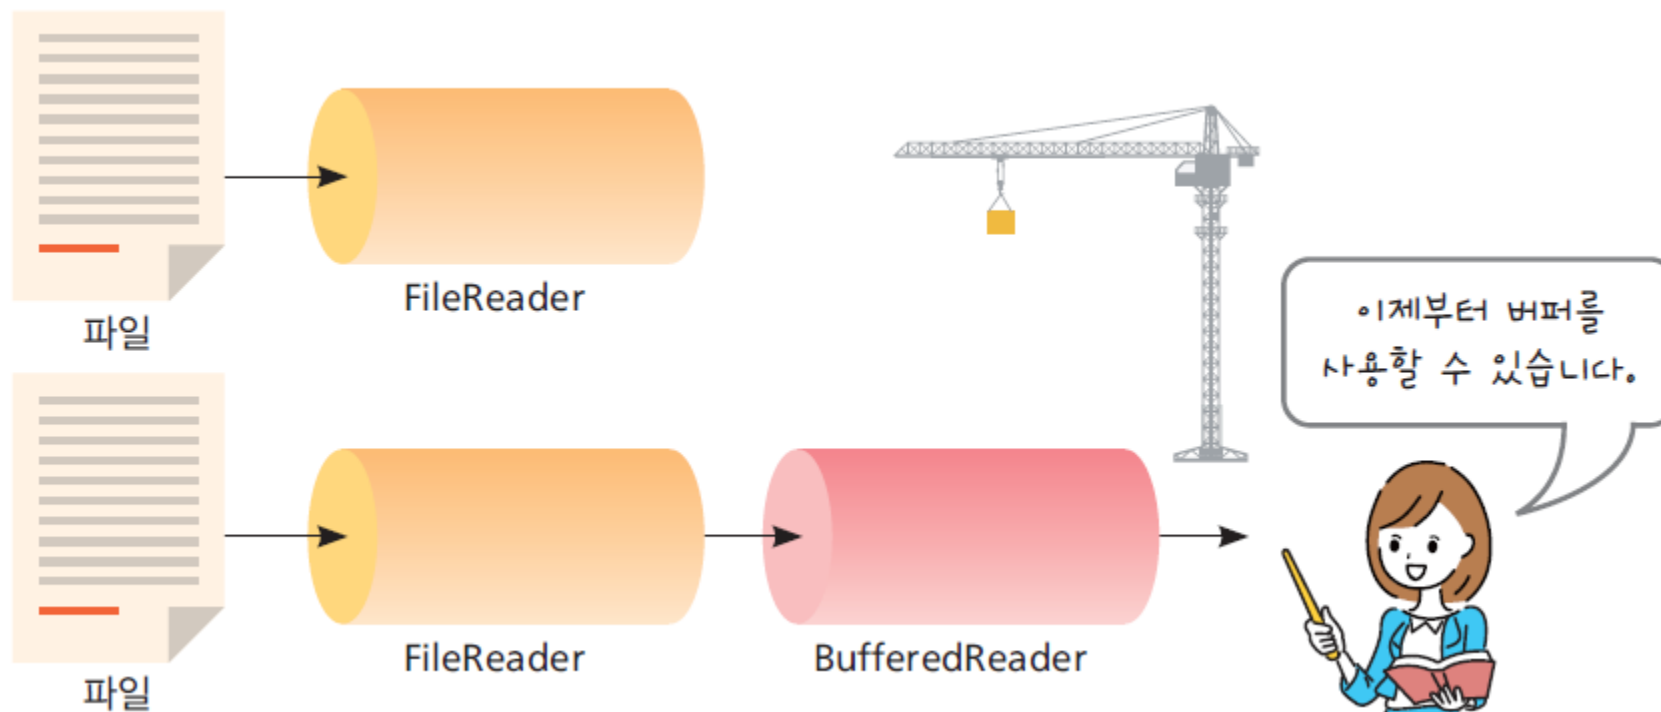 FileReader
파일
이제부터 버퍼를
사용할 수 있습니다.
FileReader
BufferedReader
파일